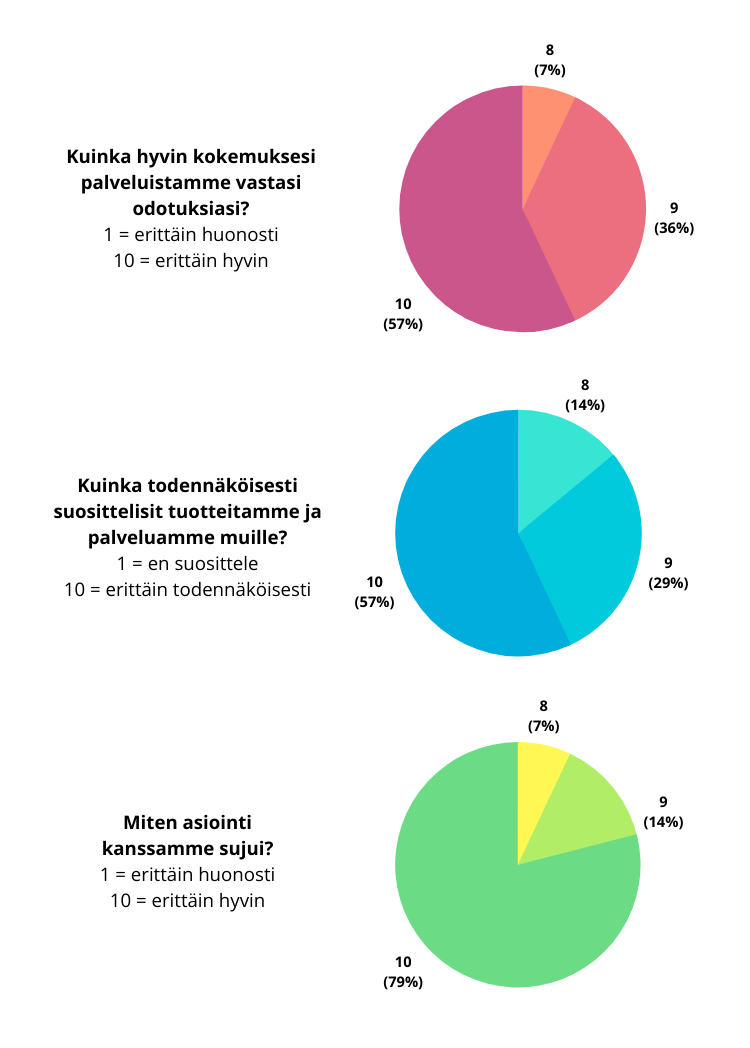 Kuinka hyvin kokemuksesi
palveluistamme vastasi
odotuksiasi?
1 = erittäin huonosti
10 = erittäin hyvin
8
(7%)
9
(36%)
10
(57%)
Kuinka todennäköisesti
suosittelisit tuotteitamme ja
palveluamme muille?
1 = en suosittele
10 = erittäin todennäköisesti
8
(14%)
9
(29%)
10
(57%)
Miten asiointi
kanssamme sujui?
1 = erittäin huonosti
10 = erittäin hyvin
8
(7%)
9
(14%)
10
(79%)